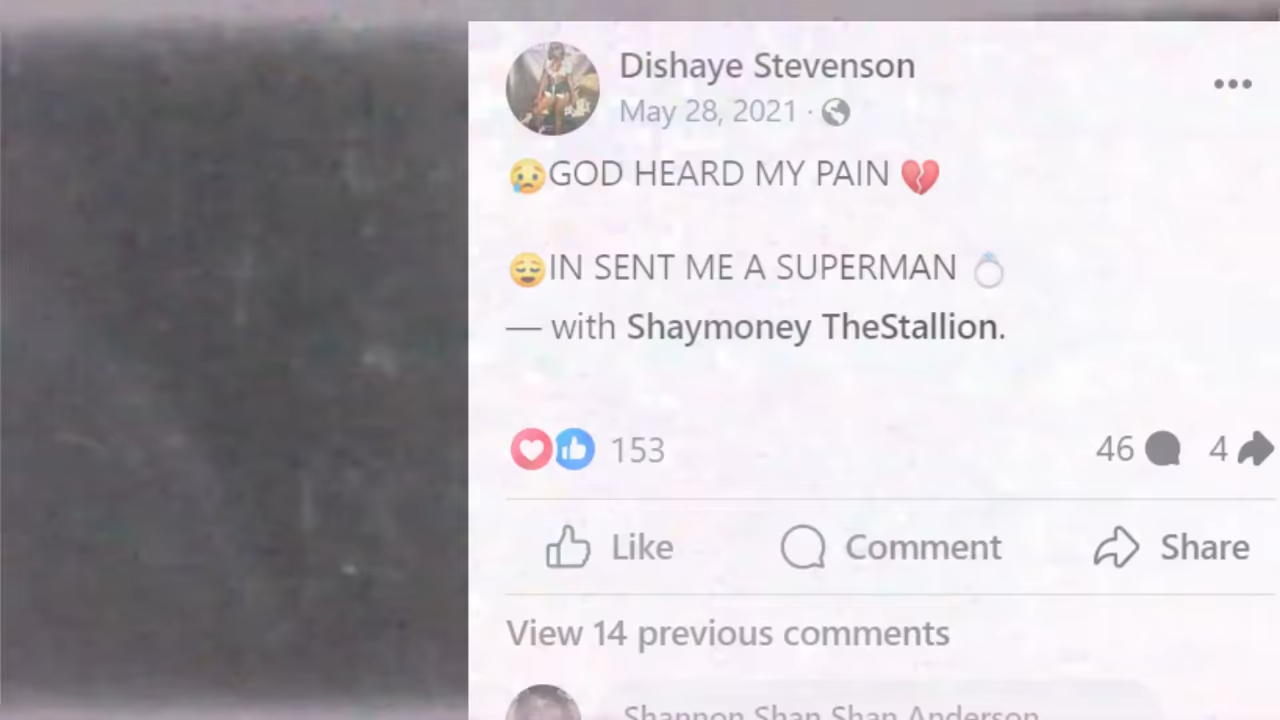 Dishaye Stevenson
May 28, 2021 ·
😥GOD HEARD MY PAIN 💔
😌IN SENT ME A SUPERMAN 💍
— with Shaymoney TheStallion.
153
46 4
Like Comment Share
View 14 previous comments
Shannon Shan Shan Anderson